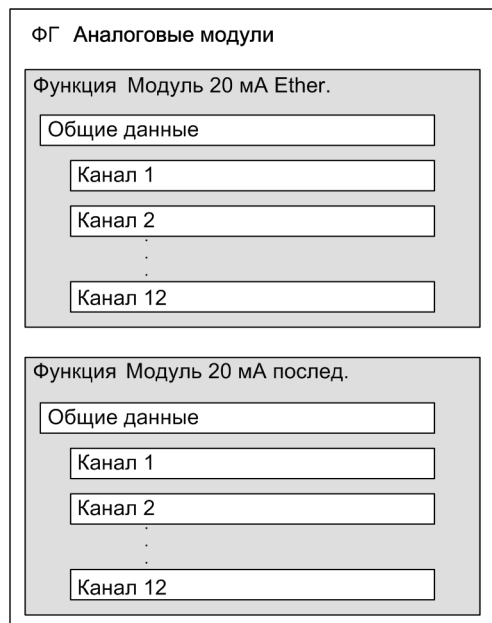 ФГ Аналоговые модули
Функция Модуль 20 мА Ether.
Общие данные
Канал 1
Канал 2
.
.
.
Канал 12
Функция Модуль 20 мА послед.
Общие данные
Канал 1
Канал 2
.
.
.
Канал 12